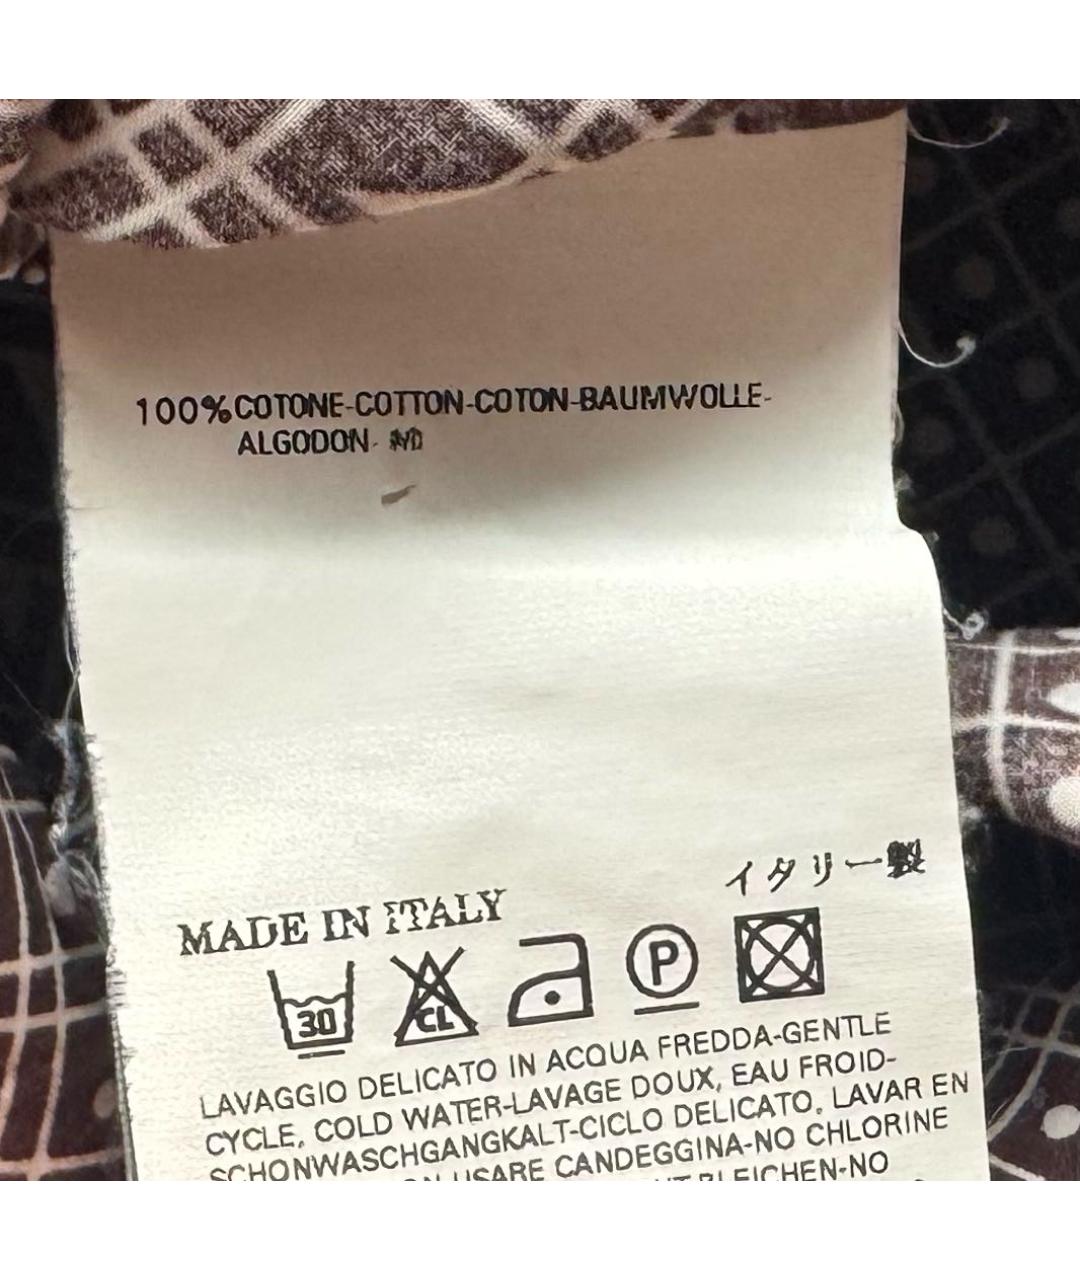 100% COTONE-COTTON-COTON-BAUMWOLLE-
ALGODON-
イタリー製
MADE IN ITALY
30 CL P
LAVAGGIO DELICATO IN ACQUA FREDDA-GENTLE
CYCLE, COLD WATER-LAVAGE DOUX, EAU FROID-
SCHONWASCHGANGKALT-CICLO DELICATO, LAVAR EN
USARE CANDEGGINA-NO CHLORINE
BLEICHEN-NO